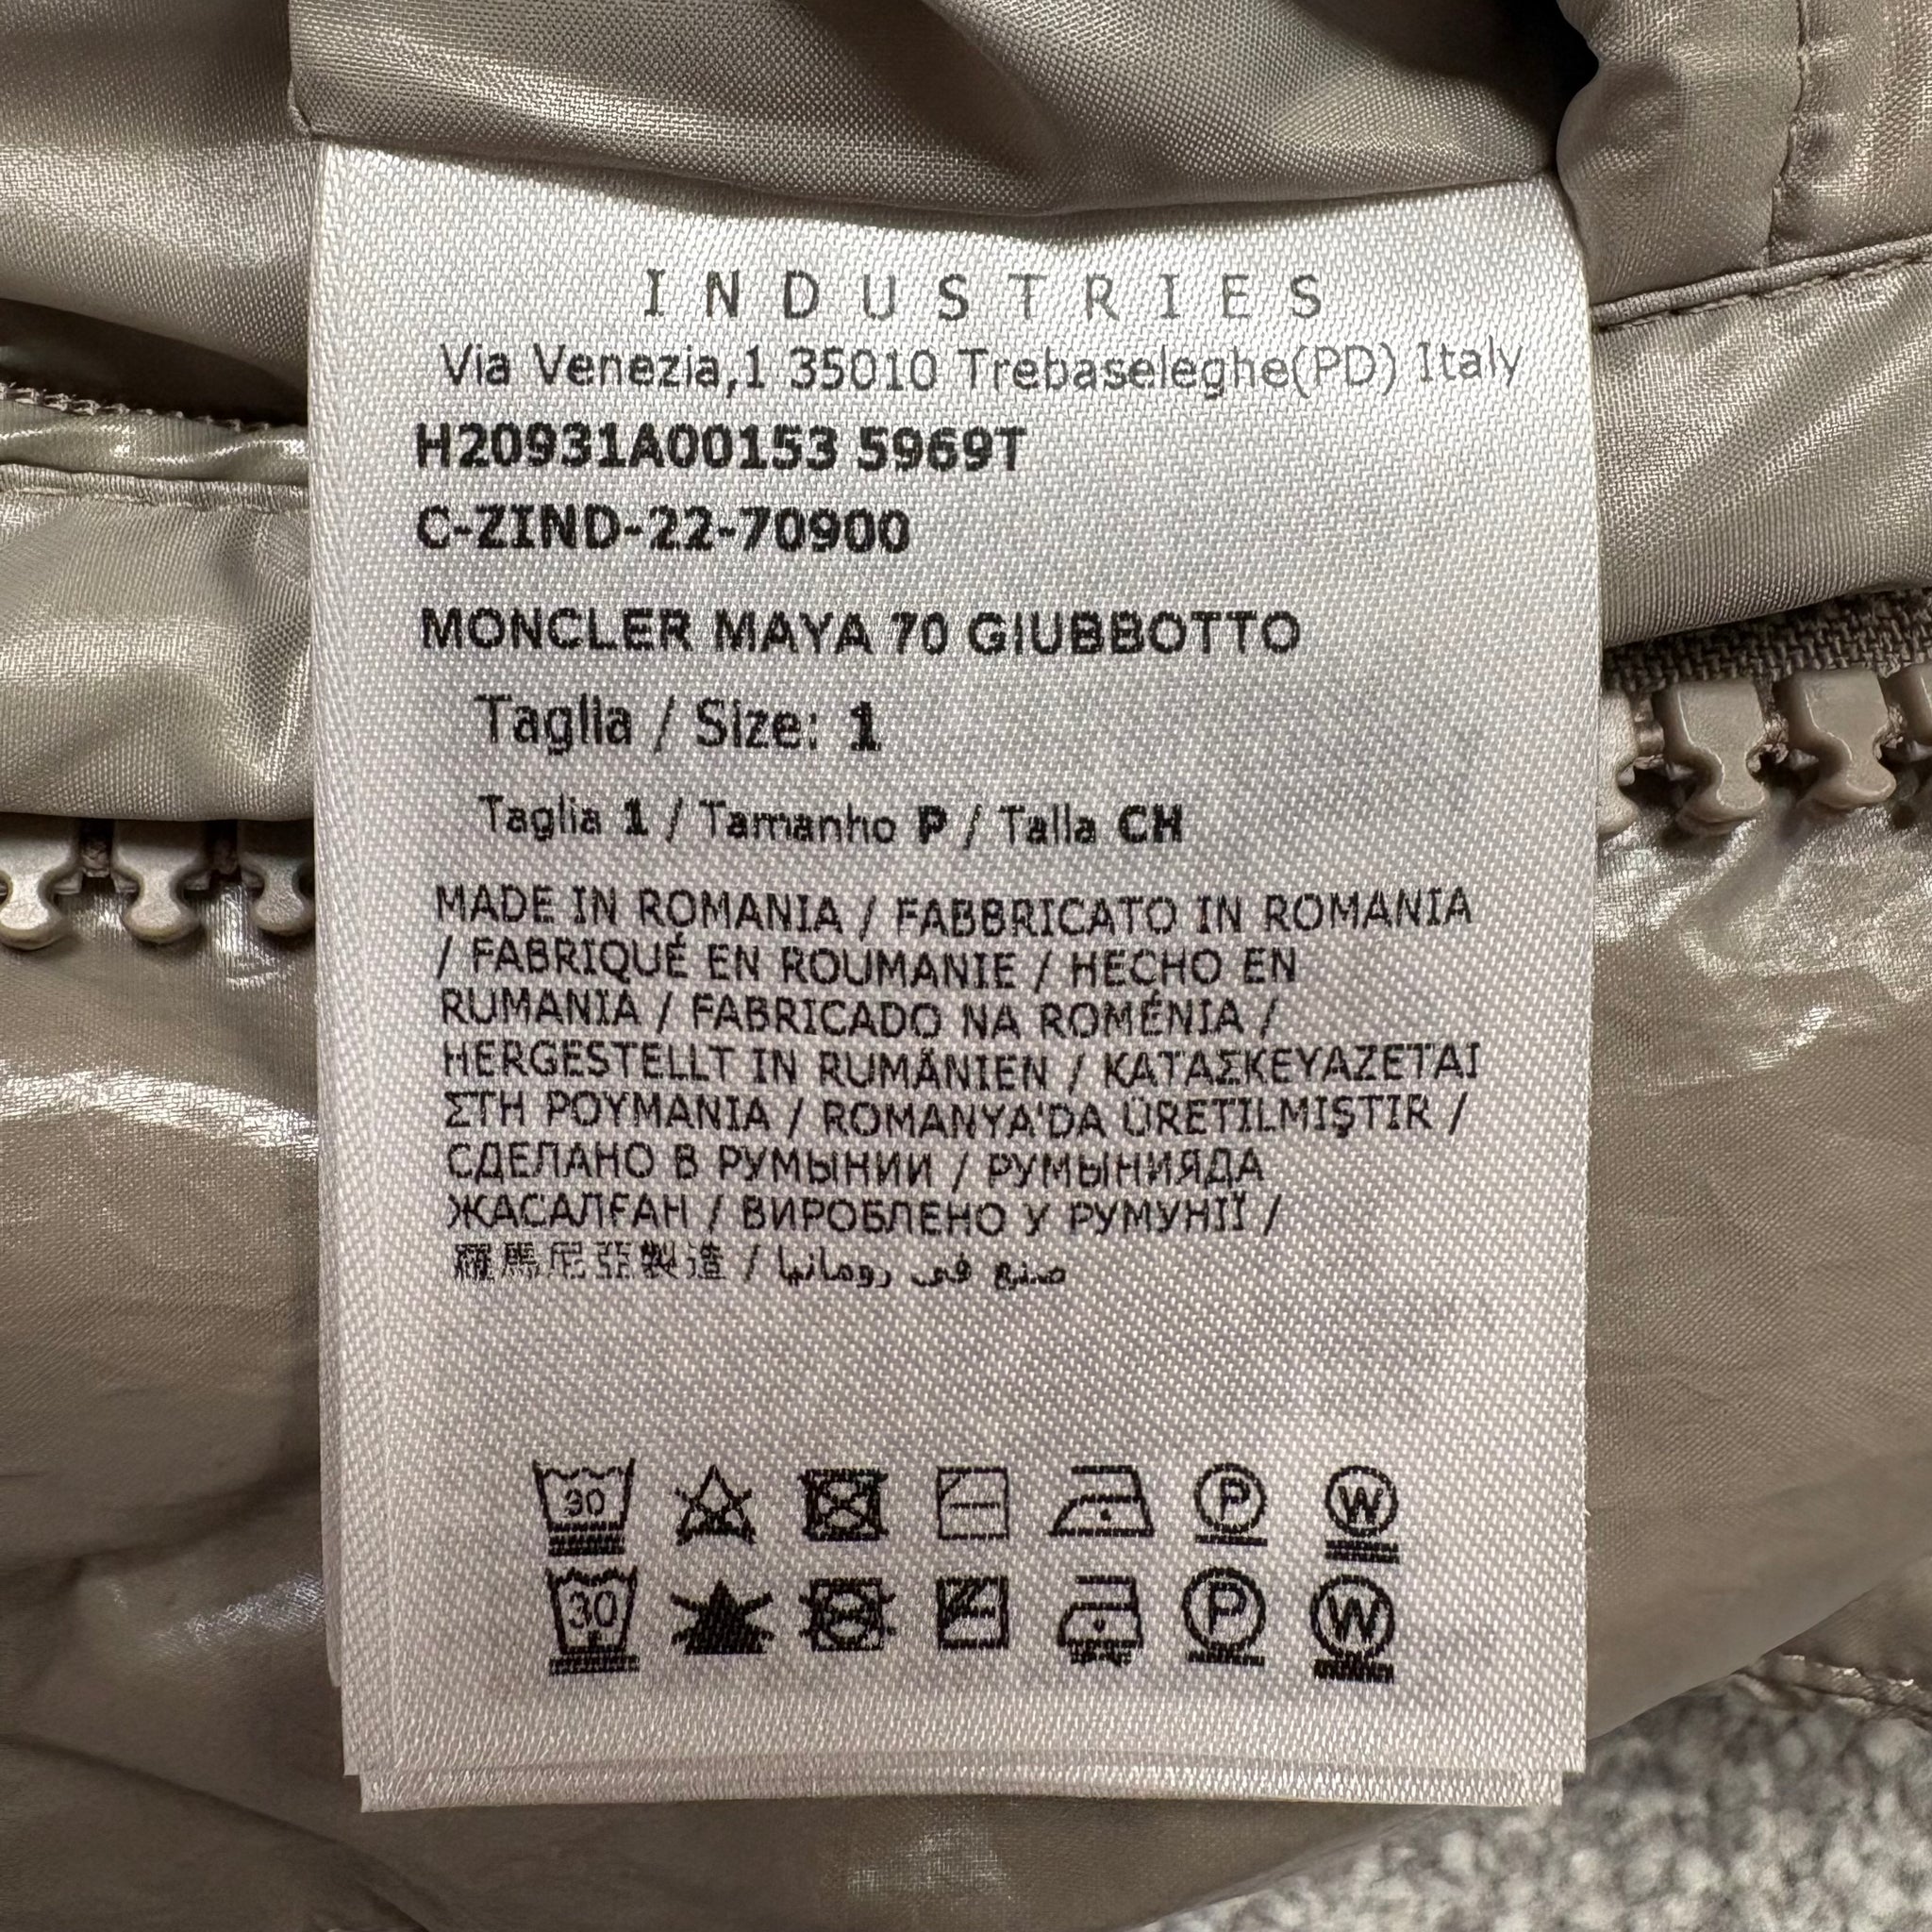 INDUSTRIES
Via Venezia,1 35010 Trebaseleghe(PD) Italy
H20931A00153 5969T
C-ZIND-22-70900
MONCLER MAYA 70 GIUBBOTTO
Taglia / Size: 1
Taglia 1 / Tamanho P / Talla CH
MADE IN ROMANIA / FABBRICATO IN ROMANIA
/ FABRIQUÉ EN ROUMANIE / HECHO EN
RUMANIA / FABRICADO NA ROMÉNIA /
HERGESTELLT IN RUMÄNIEN / ΚΑΤΑΣΚΕΥΑΖΕΤΑΙ
ΣΤΗ ΡΟΥΜΑΝΙΑ / ROMANYA'DA ÜRETILMIŞTIR /
СДЕЛАНО В РУМЫНИИ / РУМЫНИЯДА
ЖАСАЛҒАН / ВИРОБЛЕНО У РУМУНІЇ /
羅馬尼亞製造 / صنع في رومانيا
30 P W
30 P W